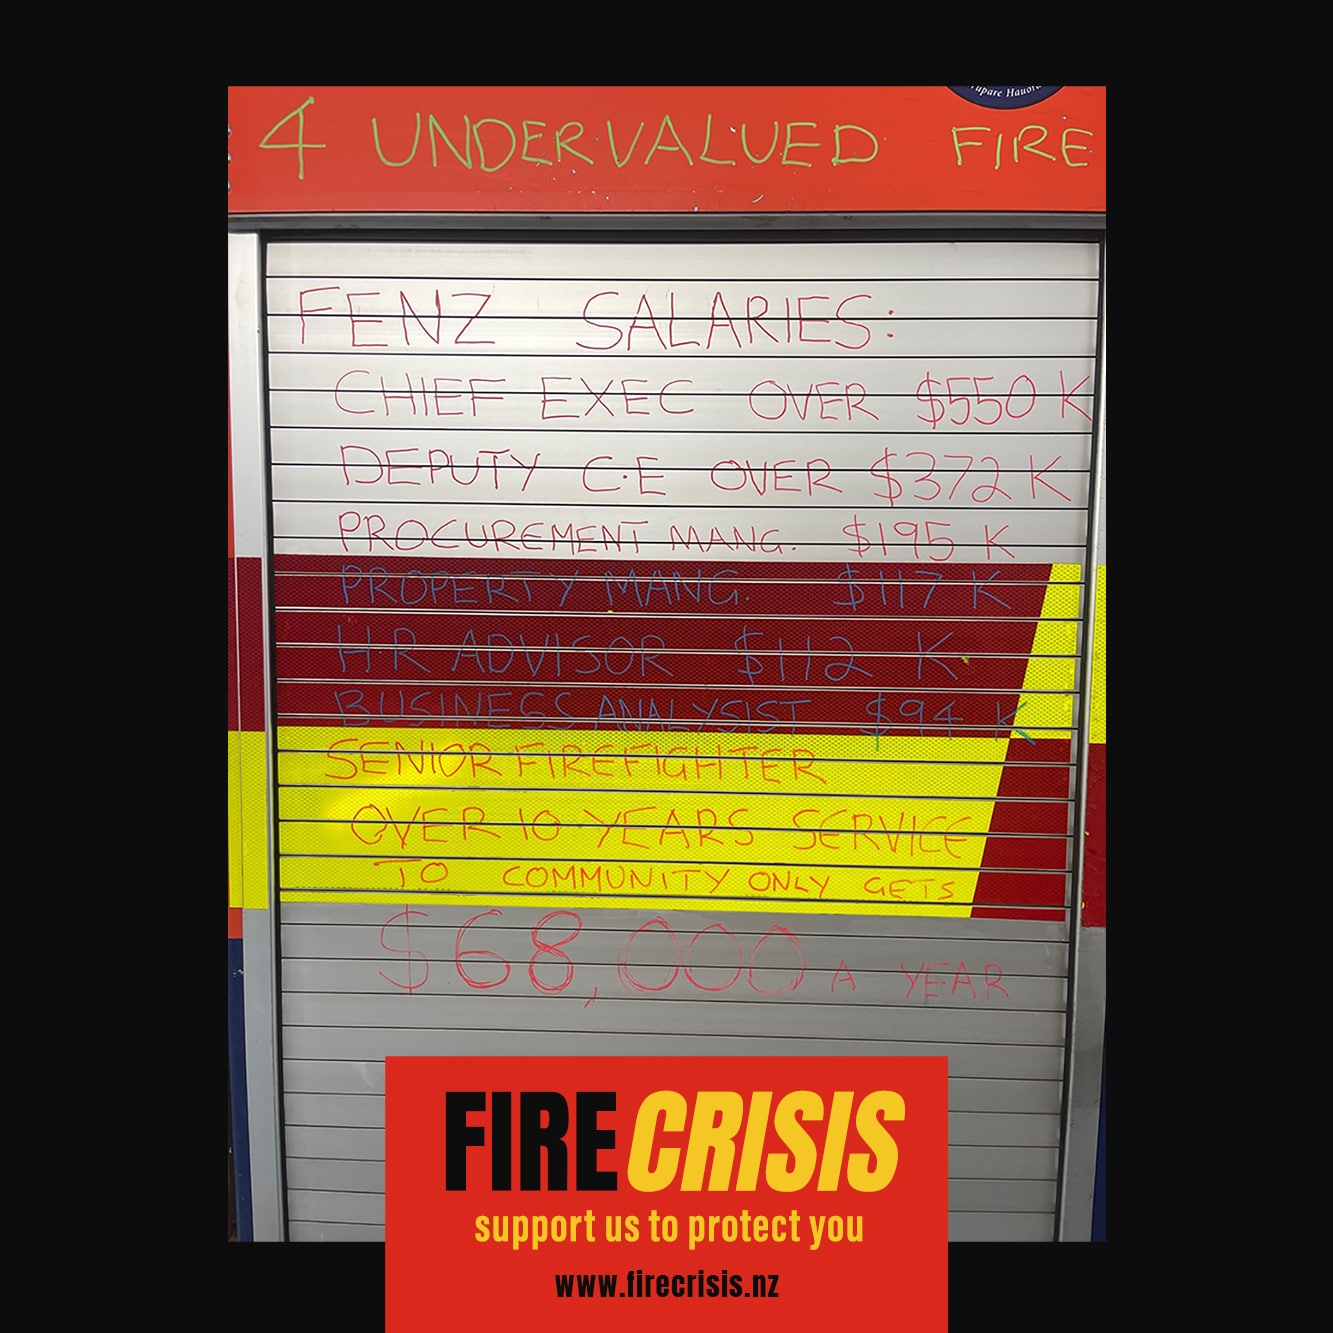 4 UNDERVALUED FIRE
FENZ SALARIES:
CHIEF EXEC OVER $550 K
DEPUTY C.E OVER $372 K
PROCUREMENT MANG. $195 K
PROPERTY MANG. $117 K
H.R ADVISOR $112 K
BUSINESS ANALYSIST $94 K
SENIOR FIREFIGHTER
OVER 10 YEARS SERVICE
TO COMMUNITY ONLY GETS
$68,000 A YEAR
FIRE CRISIS
support us to protect you
www.firecrisis.nz